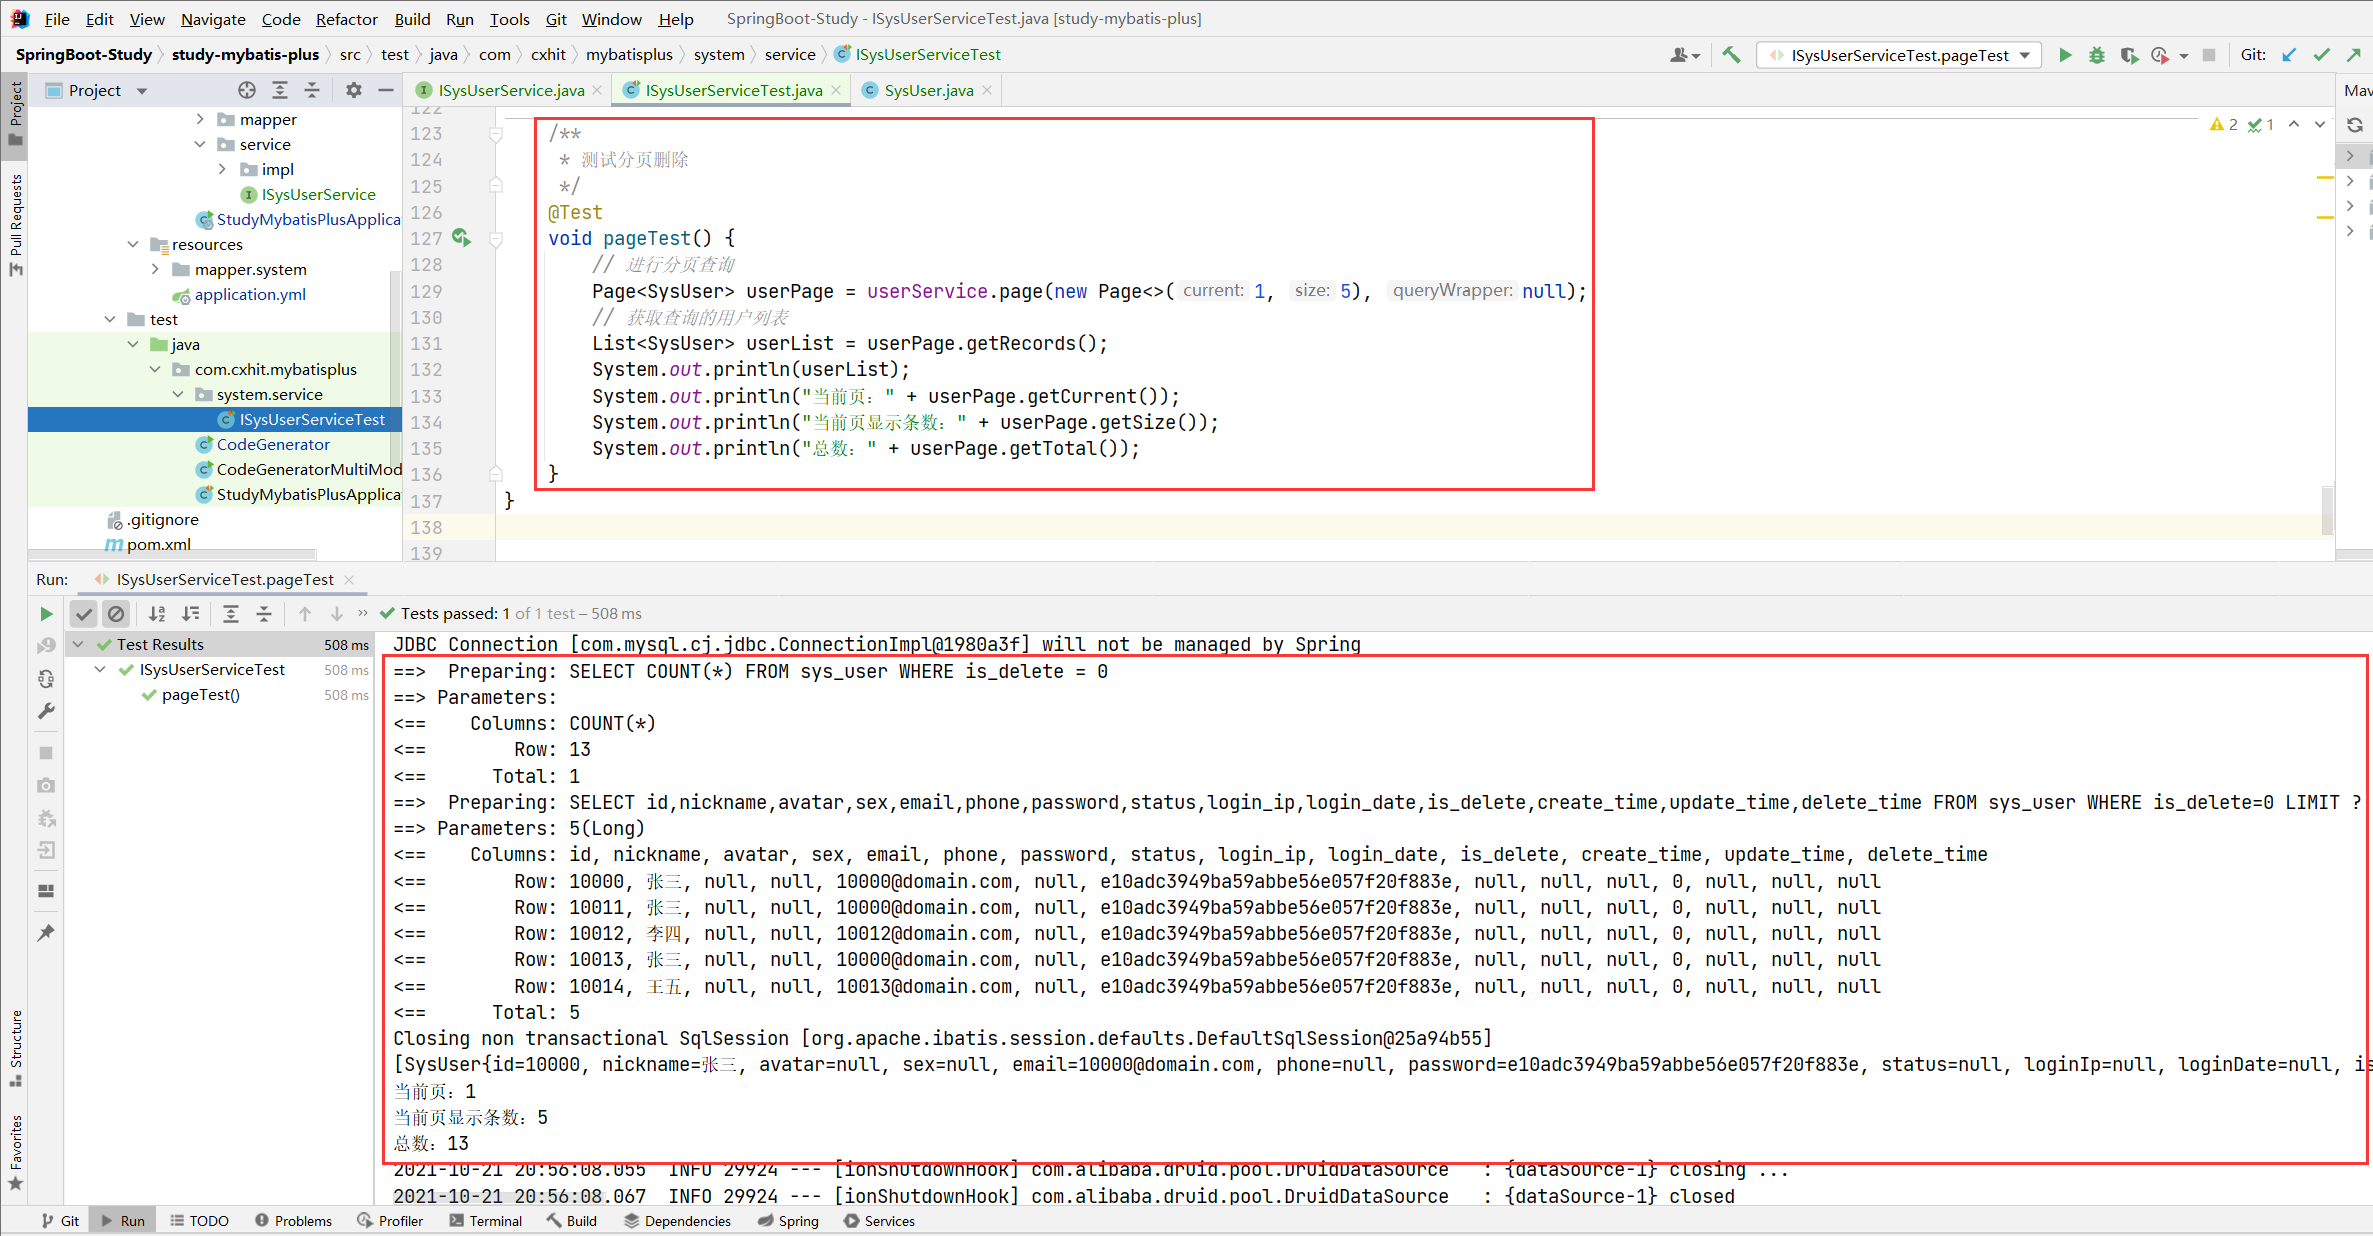 File Edit View Navigate Code Refactor Build Run Tools Git Window Help SpringBoot-Study - ISysUserServiceTest.java [study-mybatis-plus]
SpringBoot-Study study-mybatis-plus src test java com cxhit mybatisplus system service ISysUserServiceTest ISysUserServiceTest.pageTest Git:
Project
ISysUserService.java ISysUserServiceTest.java SysUser.java
Mav
Project
Pull Requests
mapper
service
impl
ISysUserService
StudyMybatisPlusApplica
resources
mapper.system
application.yml
test
java
com.cxhit.mybatisplus
system.service
ISysUserServiceTest
CodeGenerator
CodeGeneratorMultiMod
StudyMybatisPlusApplica
.gitignore
pom.xml
122
2 1
123 /**
124 * 测试分页删除
125 */
126 @Test
127 void pageTest() {
128 // 进行分页查询
129 Page<SysUser> userPage = userService.page(new Page<>( current: 1, size: 5), queryWrapper: null);
130 // 获取查询的用户列表
131 List<SysUser> userList = userPage.getRecords();
132 System.out.println(userList);
133 System.out.println("当前页：" + userPage.getCurrent());
134 System.out.println("当前页显示条数：" + userPage.getSize());
135 System.out.println("总数：" + userPage.getTotal());
136 }
137 }
138
139
Run: ISysUserServiceTest.pageTest
Tests passed: 1 of 1 test – 508 ms
Test Results 508 ms
ISysUserServiceTest 508 ms
pageTest() 508 ms
JDBC Connection [com.mysql.cj.jdbc.ConnectionImpl@1980a3f] will not be managed by Spring
==>  Preparing: SELECT COUNT(*) FROM sys_user WHERE is_delete = 0
==> Parameters:
<==    Columns: COUNT(*)
<==        Row: 13
<==      Total: 1
==>  Preparing: SELECT id,nickname,avatar,sex,email,phone,password,status,login_ip,login_date,is_delete,create_time,update_time,delete_time FROM sys_user WHERE is_delete=0 LIMIT ?
==> Parameters: 5(Long)
<==    Columns: id, nickname, avatar, sex, email, phone, password, status, login_ip, login_date, is_delete, create_time, update_time, delete_time
<==        Row: 10000, 张三, null, null, 10000@domain.com, null, e10adc3949ba59abbe56e057f20f883e, null, null, null, 0, null, null, null
<==        Row: 10011, 张三, null, null, 10000@domain.com, null, e10adc3949ba59abbe56e057f20f883e, null, null, null, 0, null, null, null
<==        Row: 10012, 李四, null, null, 10012@domain.com, null, e10adc3949ba59abbe56e057f20f883e, null, null, null, 0, null, null, null
<==        Row: 10013, 张三, null, null, 10000@domain.com, null, e10adc3949ba59abbe56e057f20f883e, null, null, null, 0, null, null, null
<==        Row: 10014, 王五, null, null, 10013@domain.com, null, e10adc3949ba59abbe56e057f20f883e, null, null, null, 0, null, null, null
<==      Total: 5
Closing non transactional SqlSession [org.apache.ibatis.session.defaults.DefaultSqlSession@25a94b55]
[SysUser{id=10000, nickname=张三, avatar=null, sex=null, email=10000@domain.com, phone=null, password=e10adc3949ba59abbe56e057f20f883e, status=null, loginIp=null, loginDate=null, is
当前页：1
当前页显示条数：5
总数：13
2021-10-21 20:56:08.055  INFO 29924 --- [ionShutdownHook] com.alibaba.druid.pool.DruidDataSource   : {dataSource-1} closing ...
2021-10-21 20:56:08.067  INFO 29924 --- [ionShutdownHook] com.alibaba.druid.pool.DruidDataSource   : {dataSource-1} closed
Structure
Favorites
Git Run TODO Problems Profiler Terminal Build Dependencies Spring Services